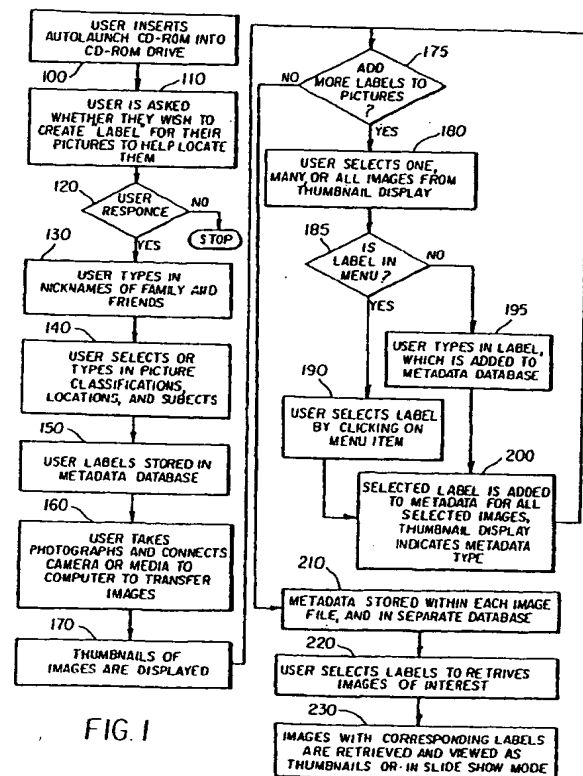 USER INSERTS
AUTOLAUNCH CD-ROM INTO
CD-ROM DRIVE
100
110
USER IS ASKED
WHETHER THEY WISH TO
CREATE "LABEL" FOR THEIR
PICTURES TO HELP LOCATE
THEM
120
USER
RESPONCE
NO
STOP
YES
130
USER TYPES IN
NICKNAMES OF FAMILY AND
FRIENDS
140
USER SELECTS OR
TYPES IN PICTURE
CLASSIFICATIONS,
LOCATIONS, AND SUBECTS
150
USER LABELS STORED IN
METADATA DATABASE
160
USER TAKES
PHOTOGRAPHS AND CONNECTS
CAMERA OR MEDIA TO
COMPUTER TO TRANSFER
IMAGES
170
THUMBNAILS OF
IMAGES ARE DISPLAYED
FIG. 1
175
NO
ADD
MORE LABELS TO
PICTURES
?
YES
180
USER SELECTS ONE,
MANY, OR ALL IMAGES FROM
THUMBNAIL DISPLAY
185
IS
LABEL IN
MENU ?
NO
YES
195
USER TYPES IN LABEL,
WHICH IS ADDED TO
METADATA DATABASE
190
USER SELECTS LABEL
BY CLICKING ON
MENU ITEM
200
SELECTED LABEL IS ADDED
TO METADATA FOR ALL
SELECTED IMAGES,
THUMBNAIL DISPLAY
INDICATES METADATA
TYPE
210
METADATA STORED WITHIN EACH IMAGE
FILE, AND IN SEPARATE DATABASE
220
USER SELECTS LABELS TO RETRIVES
IMAGES OF INTEREST
230
IMAGES WITH CORRESPONDING LABELS
ARE RETRIEVED AND VIEWED AS
THUMBNAILS OR IN SLIDE SHOW MODE